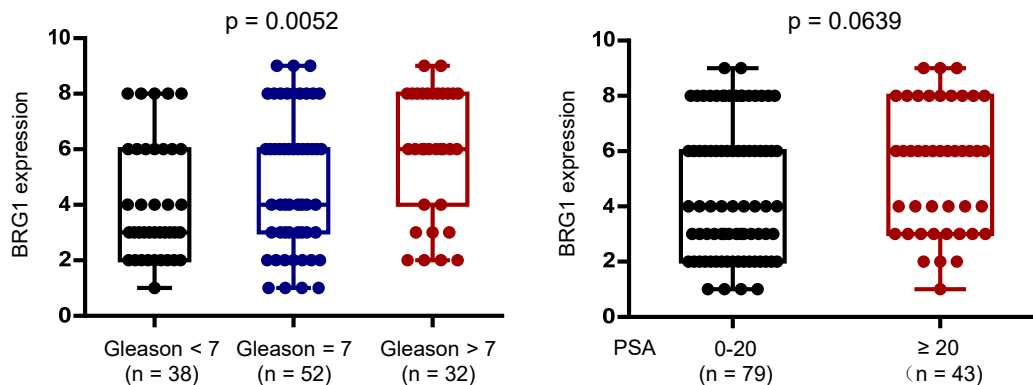 p = 0.0052
10
8
6
4
2
0
BRG1 expression
Gleason < 7
(n = 38)
Gleason = 7
(n = 52)
Gleason > 7
(n = 32)
p = 0.0639
10
8
6
4
2
0
BRG1 expression
PSA
0-20
(n = 79)
≥ 20
（n = 43)